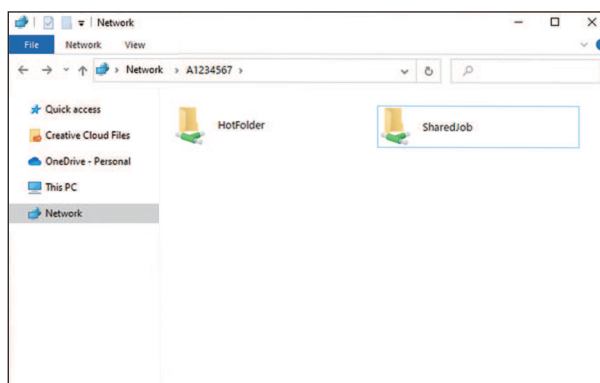 Network
File Network View
Network > A1234567 >
Quick access
Creative Cloud Files
OneDrive - Personal
This PC
Network
HotFolder
SharedJob